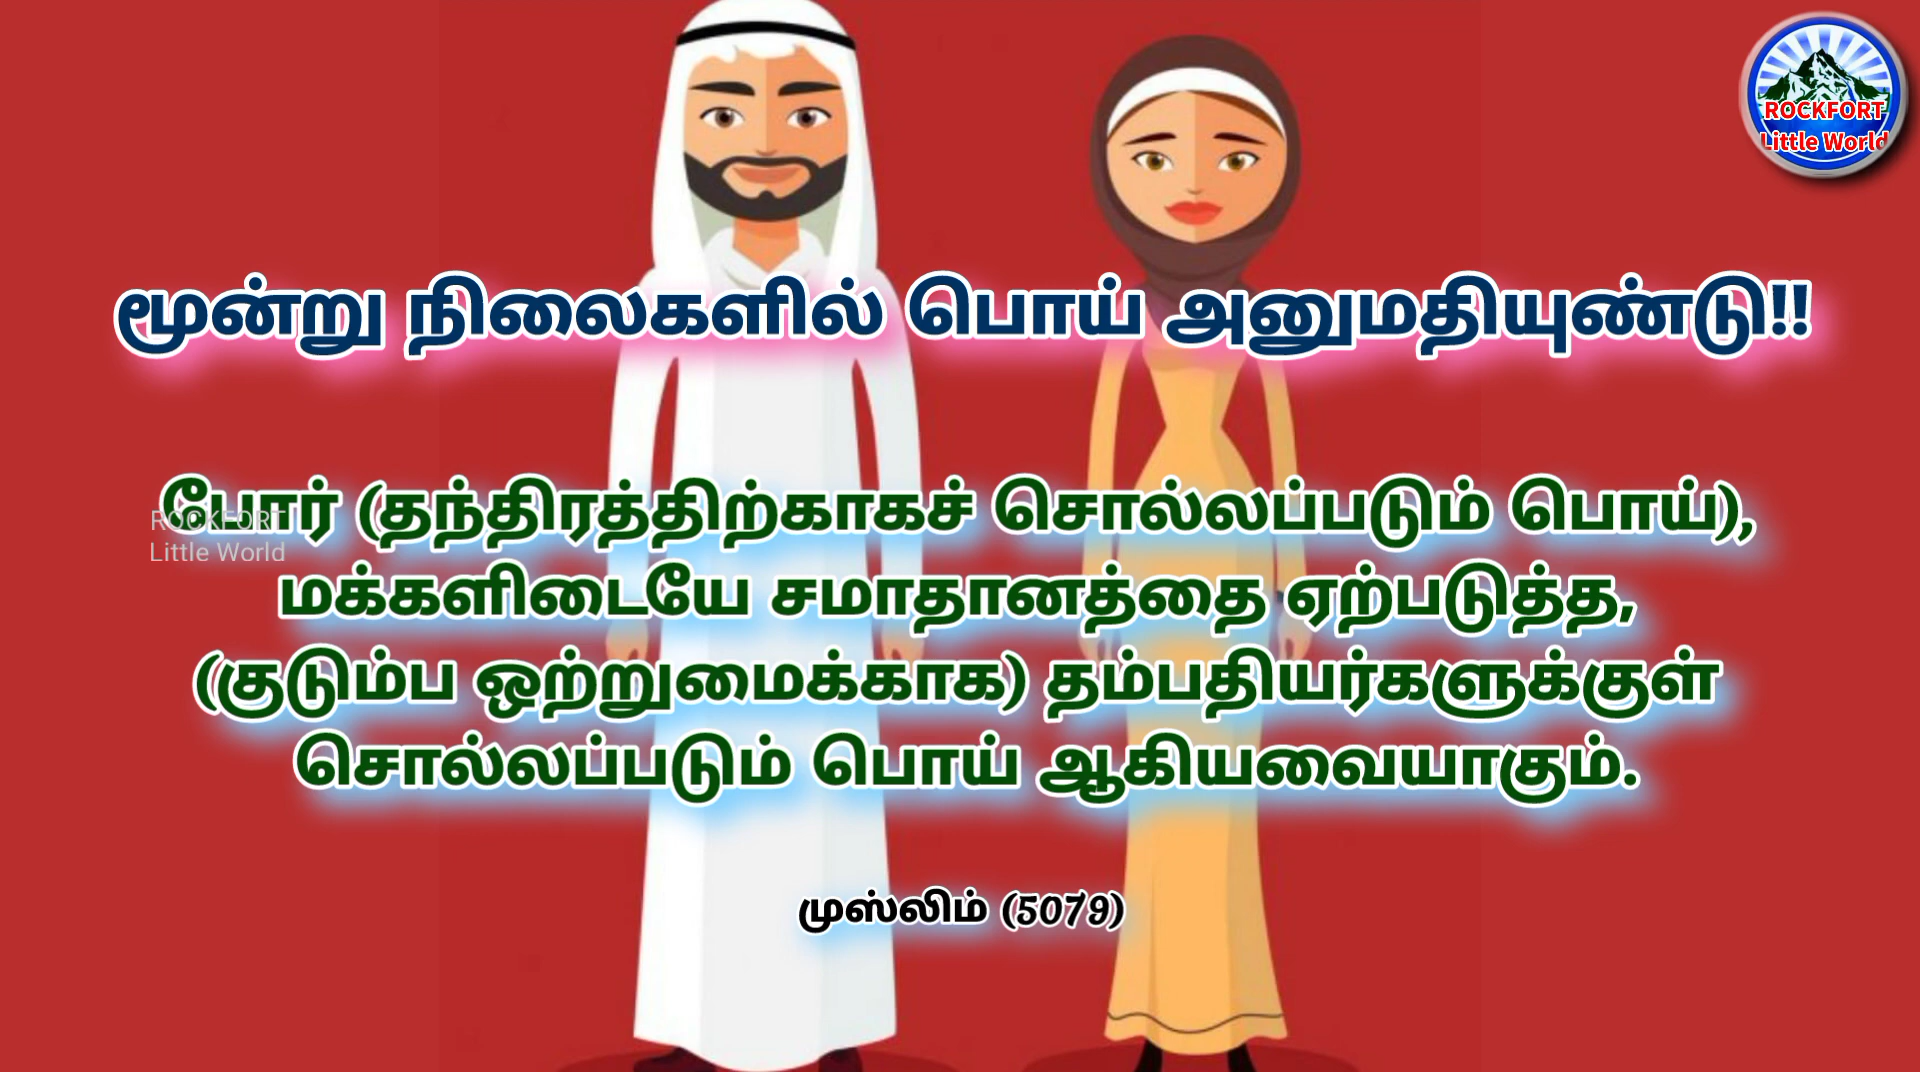 ROCKFORT
Little World
மூன்று நிலைகளில் பொய் அனுமதியுண்டு!!
போர் (தந்திரத்திற்காகச் சொல்லப்படும் பொய்),
ROCKFORT
Little World
மக்களிடையே சமாதானத்தை ஏற்படுத்த,
(குடும்ப ஒற்றுமைக்காக) தம்பதியர்களுக்குள்
சொல்லப்படும் பொய் ஆகியவையாகும்.
முஸ்லிம் (5079)